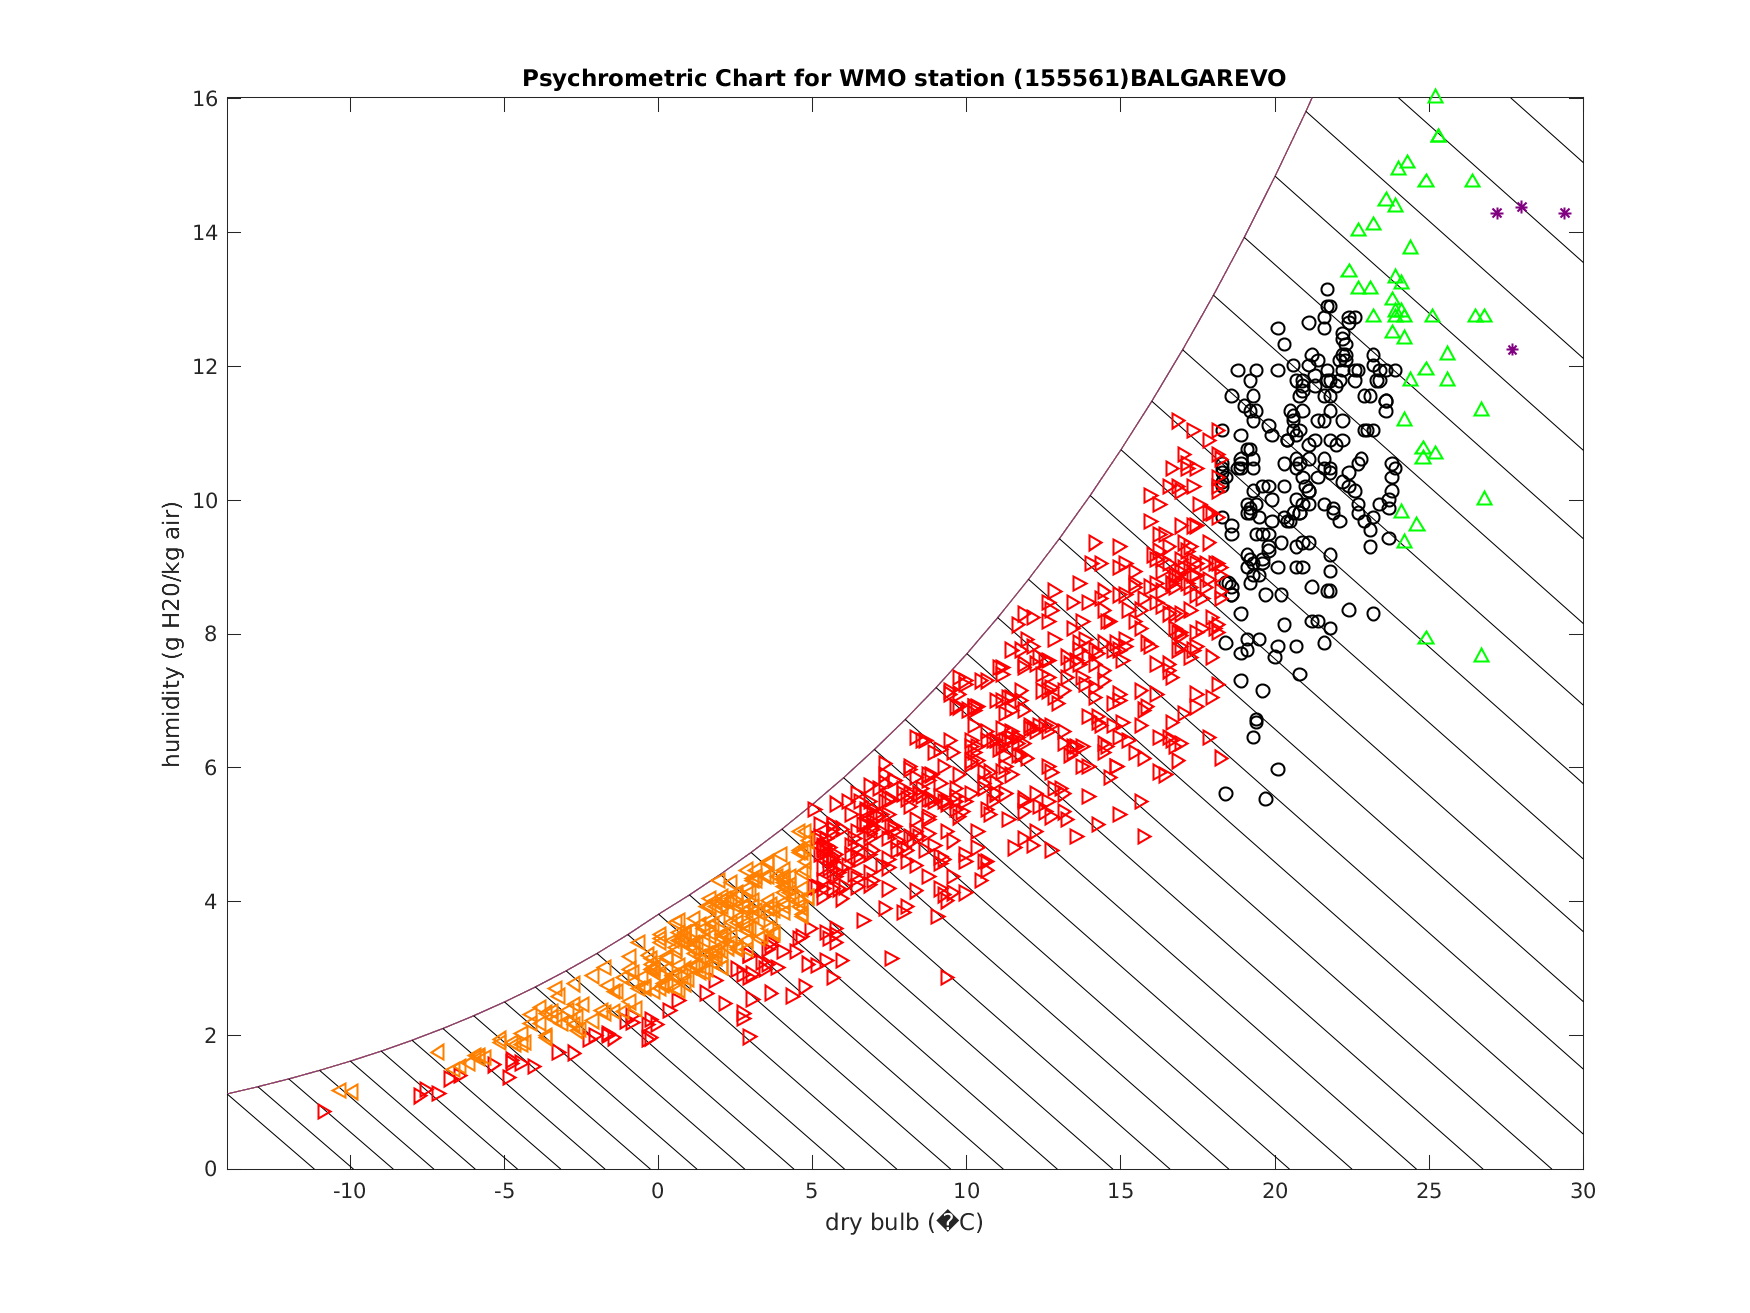 Psychrometric Chart for WMO station (155561)BALGAREVO
16
14
12
10
8
6
4
2
0
humidity (g H20/kg air)
-10 -5 0 5 10 15 20 25 30
dry bulb (�C)